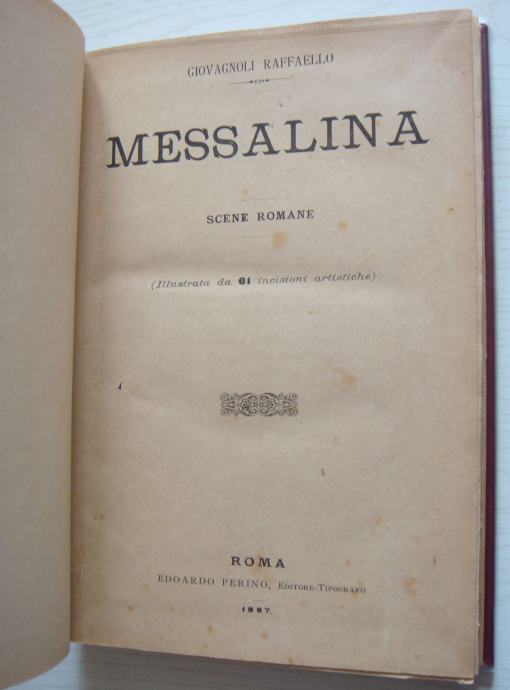 GIOVAGNOLI RAFFAELLO
MESSALINA
SCENE ROMANE
(Illustrata da 61 incisioni artistiche)
ROMA
EDOARDO PERINO, EDITORE-TIPOGRAFO
1887.